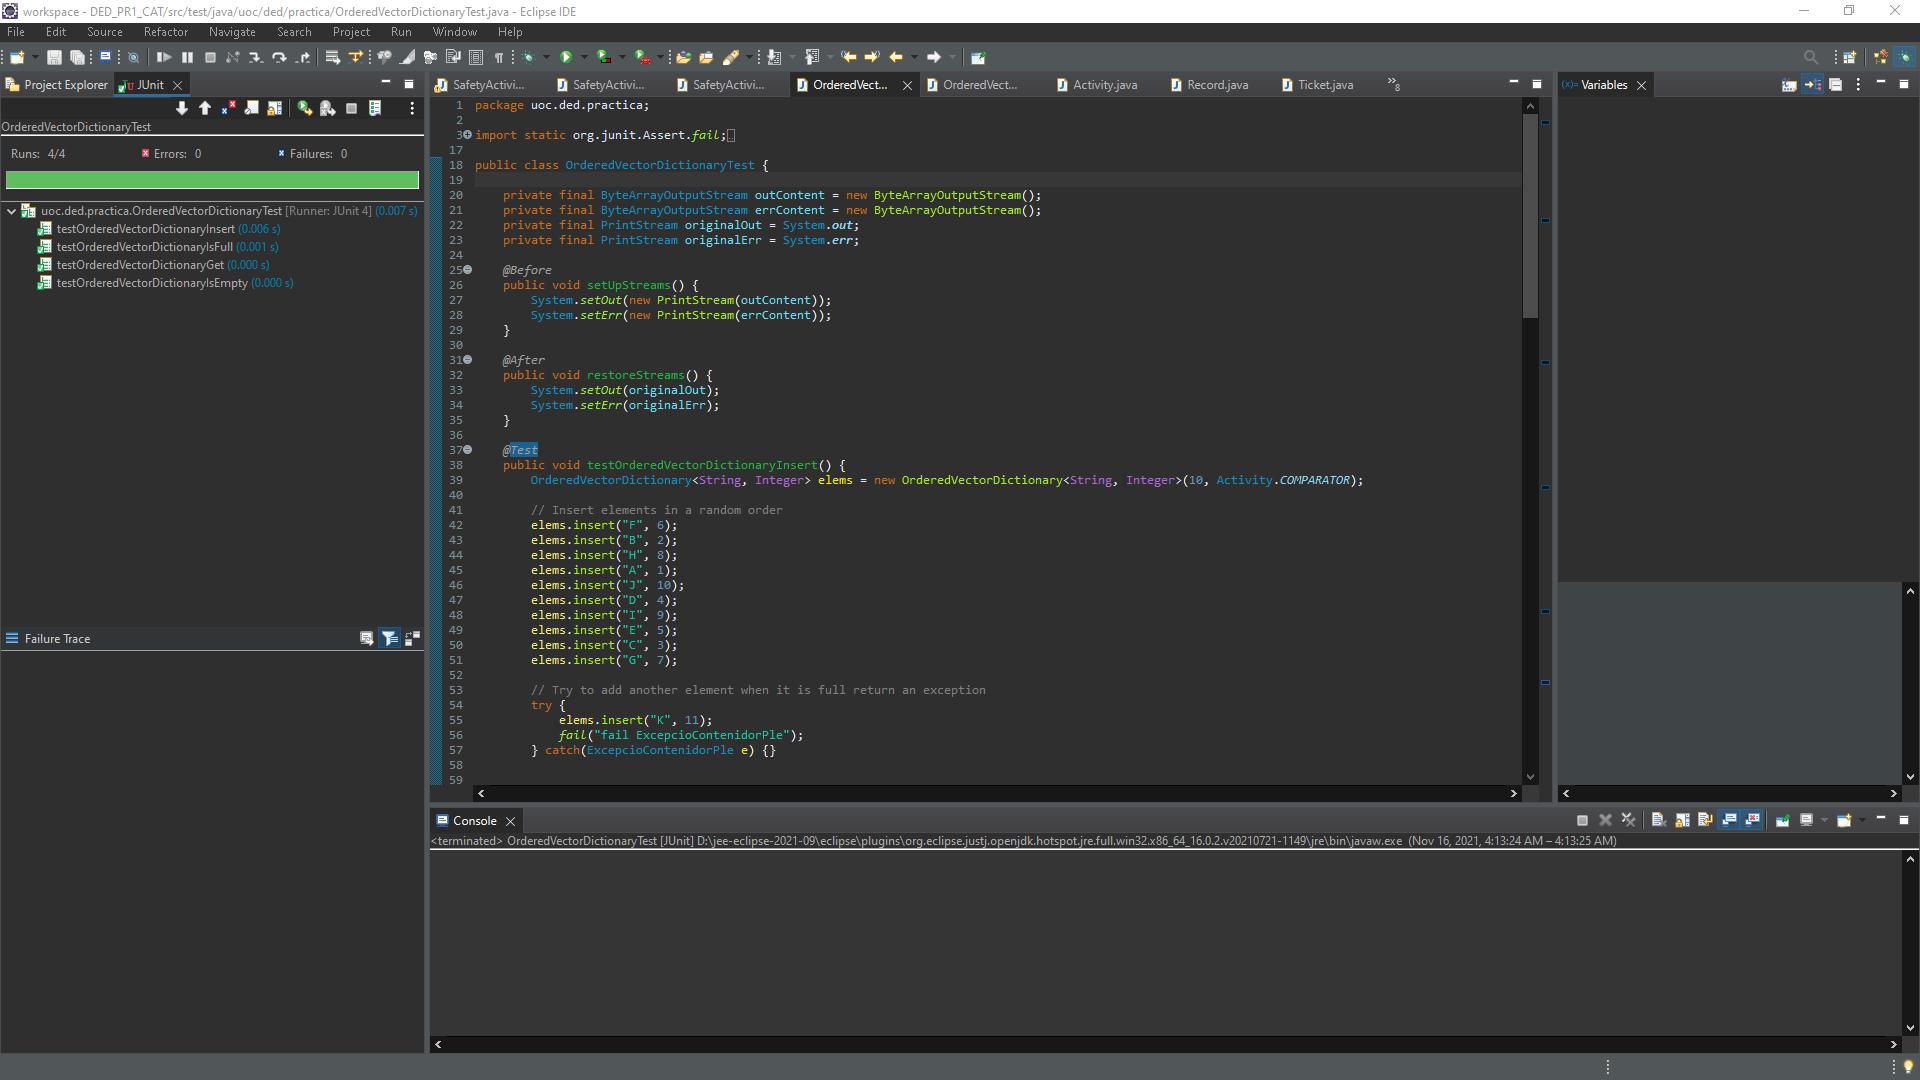 workspace - DED_PR1_CAT/src/test/java/uoc/ded/practica/OrderedVectorDictionaryTest.java - Eclipse IDE
File Edit Source Refactor Navigate Search Project Run Window Help
Project Explorer JUnit
OrderedVectorDictionaryTest
Runs: 4/4 Errors: 0 Failures: 0
uoc.ded.practica.OrderedVectorDictionaryTest [Runner: JUnit 4] (0.007 s)
testOrderedVectorDictionaryInsert (0.006 s)
testOrderedVectorDictionaryIsFull (0.001 s)
testOrderedVectorDictionaryGet (0.000 s)
testOrderedVectorDictionaryIsEmpty (0.000 s)
Failure Trace
SafetyActivi... SafetyActivi... SafetyActivi... OrderedVect... OrderedVect... Activity.java Record.java Ticket.java »8
1 package uoc.ded.practica;
2
3 import static org.junit.Assert.fail;
17
18 public class OrderedVectorDictionaryTest {
19
20 private final ByteArrayOutputStream outContent = new ByteArrayOutputStream();
21 private final ByteArrayOutputStream errContent = new ByteArrayOutputStream();
22 private final PrintStream originalOut = System.out;
23 private final PrintStream originalErr = System.err;
24
25 @Before
26 public void setUpStreams() {
27 System.setOut(new PrintStream(outContent));
28 System.setErr(new PrintStream(errContent));
29 }
30
31 @After
32 public void restoreStreams() {
33 System.setOut(originalOut);
34 System.setErr(originalErr);
35 }
36
37 @Test
38 public void testOrderedVectorDictionaryInsert() {
39 OrderedVectorDictionary<String, Integer> elems = new OrderedVectorDictionary<String, Integer>(10, Activity.COMPARATOR);
40
41 // Insert elements in a random order
42 elems.insert("F", 6);
43 elems.insert("B", 2);
44 elems.insert("H", 8);
45 elems.insert("A", 1);
46 elems.insert("J", 10);
47 elems.insert("D", 4);
48 elems.insert("I", 9);
49 elems.insert("E", 5);
50 elems.insert("C", 3);
51 elems.insert("G", 7);
52
53 // Try to add another element when it is full return an exception
54 try {
55 elems.insert("K", 11);
56 fail("fail ExcepcioContenidorPle");
57 } catch(ExcepcioContenidorPle e) {}
58
59
Variables
Console
<terminated> OrderedVectorDictionaryTest [JUnit] D:\jee-eclipse-2021-09\eclipse\plugins\org.eclipse.justj.openjdk.hotspot.jre.full.win32.x86_64_16.0.2.v20210721-1149\jre\bin\javaw.exe (Nov 16, 2021, 4:13:24 AM – 4:13:25 AM)